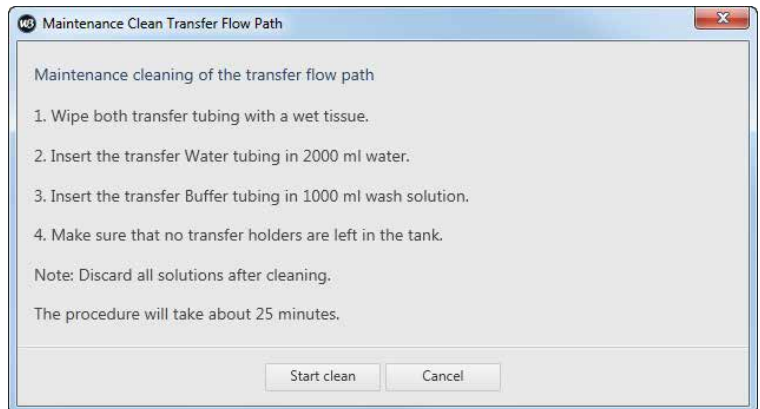 WB Maintenance Clean Transfer Flow Path
Maintenance cleaning of the transfer flow path
1. Wipe both transfer tubing with a wet tissue.
2. Insert the transfer Water tubing in 2000 ml water.
3. Insert the transfer Buffer tubing in 1000 ml wash solution.
4. Make sure that no transfer holders are left in the tank.
Note: Discard all solutions after cleaning.
The procedure will take about 25 minutes.
Start clean Cancel